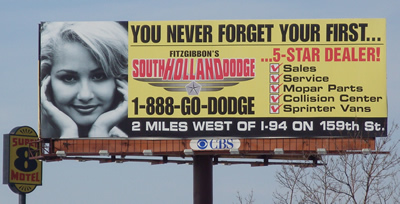 YOU NEVER FORGET YOUR FIRST...
FITZGIBBON'S
SOUTH HOLLAND DODGE
...5-STAR DEALER!
Sales
Service
Mopar Parts
Collision Center
Sprinter Vans
1-888-GO-DODGE
2 MILES WEST OF I-94 ON 159th St.
CBS
SUPER
8
MOTEL